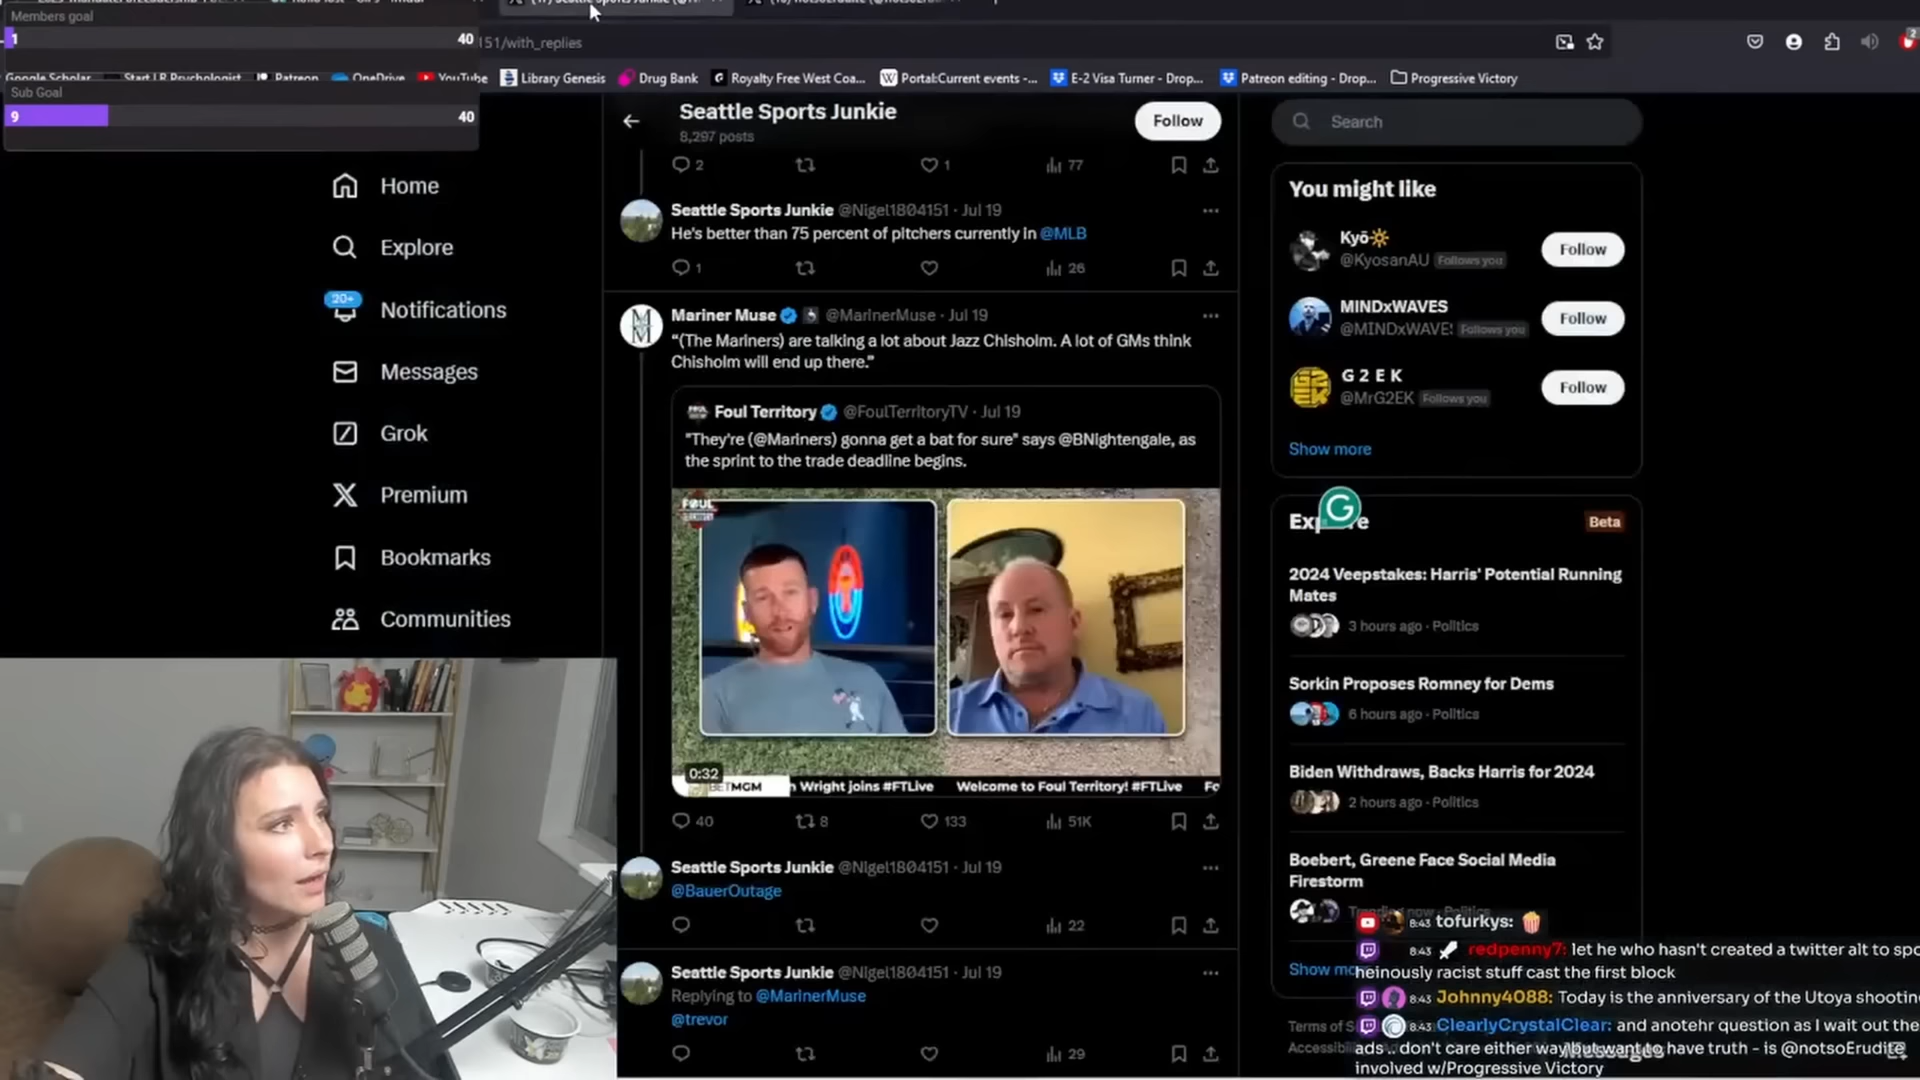 Members goal
1 40
Sub Goal
9 40
151/with_replies
2
Google Scholar
Patreon
OneDrive
YouTube
Library Genesis
Drug Bank
Royalty Free West Coa...
Portal:Current events -...
E-2 Visa Turner - Drop...
Patreon editing - Drop...
Progressive Victory
Home
Explore
20+
Notifications
Messages
Grok
Premium
Bookmarks
Communities
Seattle Sports Junkie
8,297 posts
Follow
2 1 77
Seattle Sports Junkie @Nigel1804151 · Jul 19
He's better than 75 percent of pitchers currently in @MLB
1 26
Mariner Muse @MarinerMuse · Jul 19
“(The Mariners) are talking a lot about Jazz Chisholm. A lot of GMs think
Chisholm will end up there.”
Foul Territory @FoulTerritoryTV · Jul 19
"They're (@Mariners) gonna get a bat for sure" says @BNightengale, as
the sprint to the trade deadline begins.
FOUL
0:32
BETMGM
Wright joins #FTLive Welcome to Foul Territory! #FTLive
40 8 133 51K
Seattle Sports Junkie @Nigel1804151 · Jul 19
@BauerOutage
22
Seattle Sports Junkie @Nigel1804151 · Jul 19
Replying to @MarinerMuse
@trevor
29
Search
You might like
Kyō
@KyosanAU Follows you
Follow
MINDxWAVES
@MINDxWAVES Follows you
Follow
G 2 E K
@MrG2EK Follows you
Follow
Show more
Beta
2024 Veepstakes: Harris' Potential Running
Mates
3 hours ago · Politics
Sorkin Proposes Romney for Dems
6 hours ago · Politics
Biden Withdraws, Backs Harris for 2024
2 hours ago · Politics
Boebert, Greene Face Social Media
Firestorm
Trending now · Politics
8:43 tofurkys:
8:43 redpenny7: let he who hasn't created a twitter alt to
heinously racist stuff cast the first block
8:43 Johnny4088: Today is the anniversary of the Utoya
8:43 ClearlyCrystalClear: and anotehr question as I wait out the
ads .. don't care either way but want to have truth - is @notsoErudite
involved w/Progressive Victory
Messages